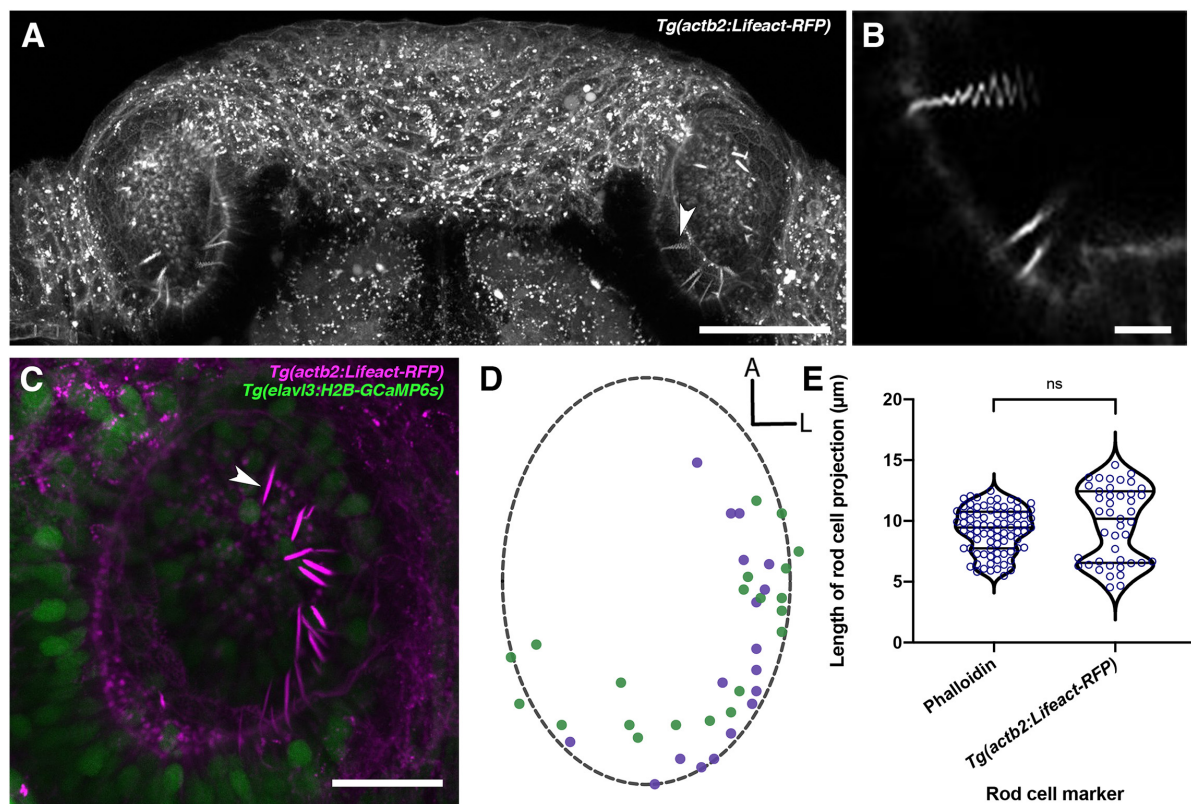 A
Tg(actb2:Lifeact-RFP)
B
C
Tg(actb2:Lifeact-RFP)
Tg(elavl3:H2B-GCaMP6s)
D
A
L
E
ns
Length of rod cell projection (µm)
20
15
10
5
0
Phalloidin
Tg(actb2:Lifeact-RFP)
Rod cell marker